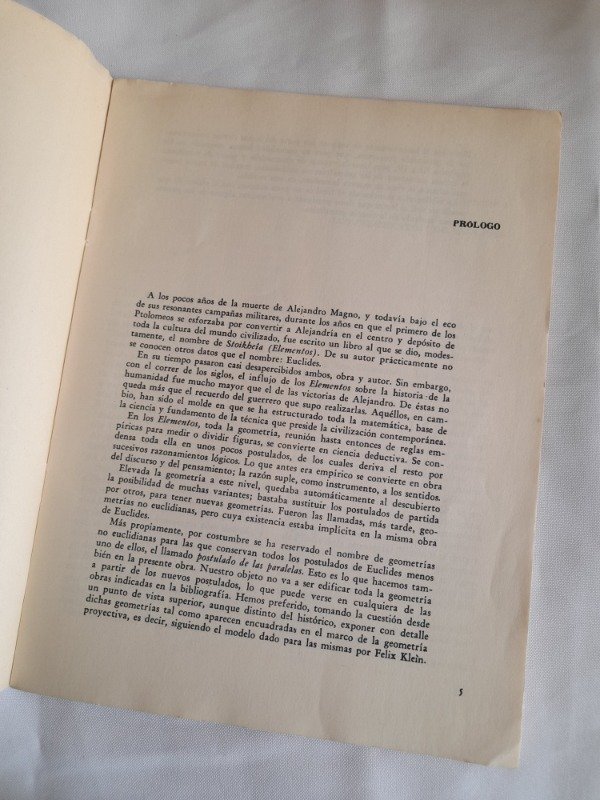 PRÓLOGO
A los pocos años de la muerte de Alejandro Magno, y todavía bajo el eco
de sus resonantes campañas militares, durante los años en que el primero de los
Ptolomeos se esforzaba por convertir a Alejandría en el centro y depósito de
toda la cultura del mundo civilizado, fue escrito un libro al que se dio, modes-
tamente, el nombre de Stoikheia (Elementos). De su autor prácticamente no
se conocen otros datos que el nombre: Euclides.
En su tiempo pasaron casi desapercibidos ambos, obra y autor. Sin embargo,
con el correr de los siglos, el influjo de los Elementos sobre la historia de la
humanidad fue mucho mayor que el de las victorias de Alejandro. De éstas no
queda más que el recuerdo del guerrero que supo realizarlas. Aquéllos, en cam-
bio, han sido el molde en que se ha estructurado toda la matemática, base de
la ciencia y fundamento de la técnica que preside la civilización contemporánea.
En los Elementos, toda la geometría, reunión hasta entonces de reglas em-
píricas para medir o dividir figuras, se convierte en ciencia deductiva. Se con-
densa toda ella en unos pocos postulados, de los cuales deriva el resto por
sucesivos razonamientos lógicos. Lo que antes era empírico se convierte en obra
del discurso y del pensamiento; la razón suple, como instrumento, a los sentidos.
Elevada la geometría a este nivel, quedaba automáticamente al descubierto
la posibilidad de muchas variantes; bastaba sustituir los postulados de partida
por otros, para tener nuevas geometrías. Fueron las llamadas, más tarde, geo-
metrías no euclidianas, pero cuya existencia estaba implícita en la misma obra
de Euclides.
Más propiamente, por costumbre se ha reservado el nombre de geometrías
no euclidianas para las que conservan todos los postulados de Euclides menos
uno de ellos, el llamado postulado de las paralelas. Esto es lo que hacemos tam-
bién en la presente obra. Nuestro objeto no va a ser edificar toda la geometría
a partir de los nuevos postulados, lo que puede verse en cualquiera de las
obras indicadas en la bibliografía. Hemos preferido, tomando la cuestión desde
un punto de vista superior, aunque distinto del histórico, exponer con detalle
dichas geometrías tal como aparecen encuadradas en el marco de la geometría
proyectiva, es decir, siguiendo el modelo dado para las mismas por Felix Klein.
5